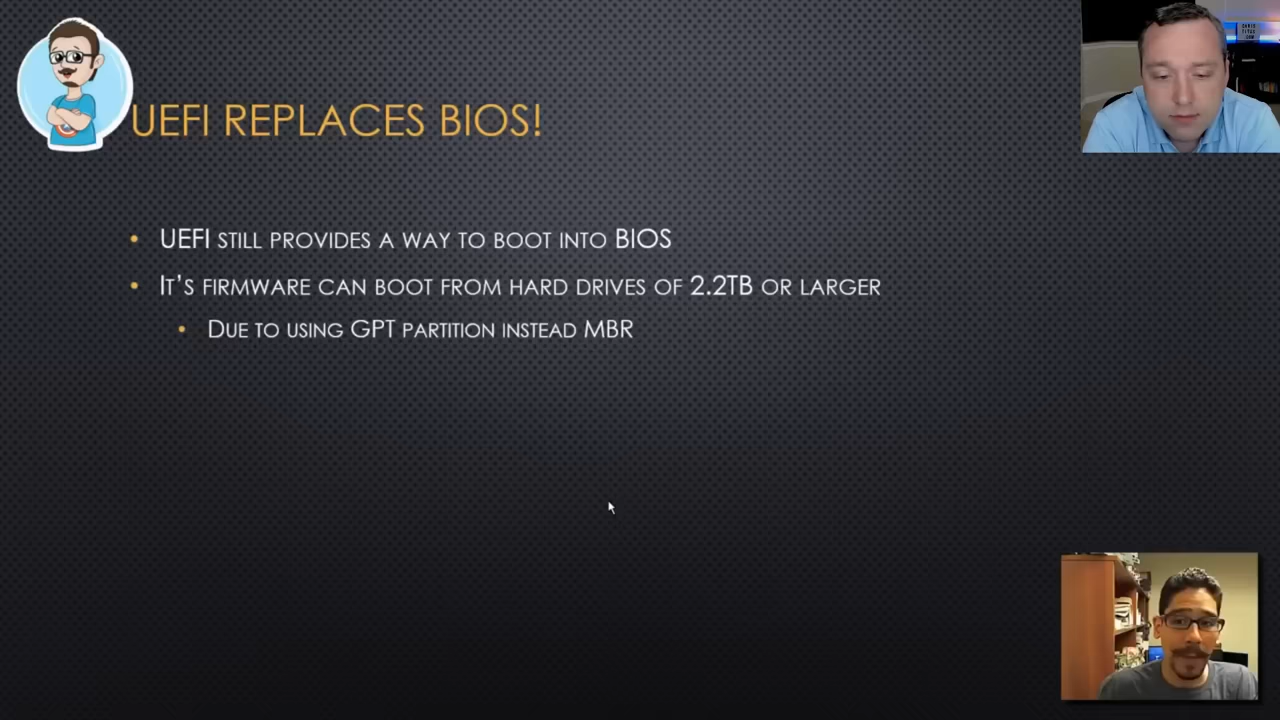 UEFI REPLACES BIOS!
UEFI STILL PROVIDES A WAY TO BOOT INTO BIOS
IT'S FIRMWARE CAN BOOT FROM HARD DRIVES OF 2.2TB OR LARGER
DUE TO USING GPT PARTITION INSTEAD MBR